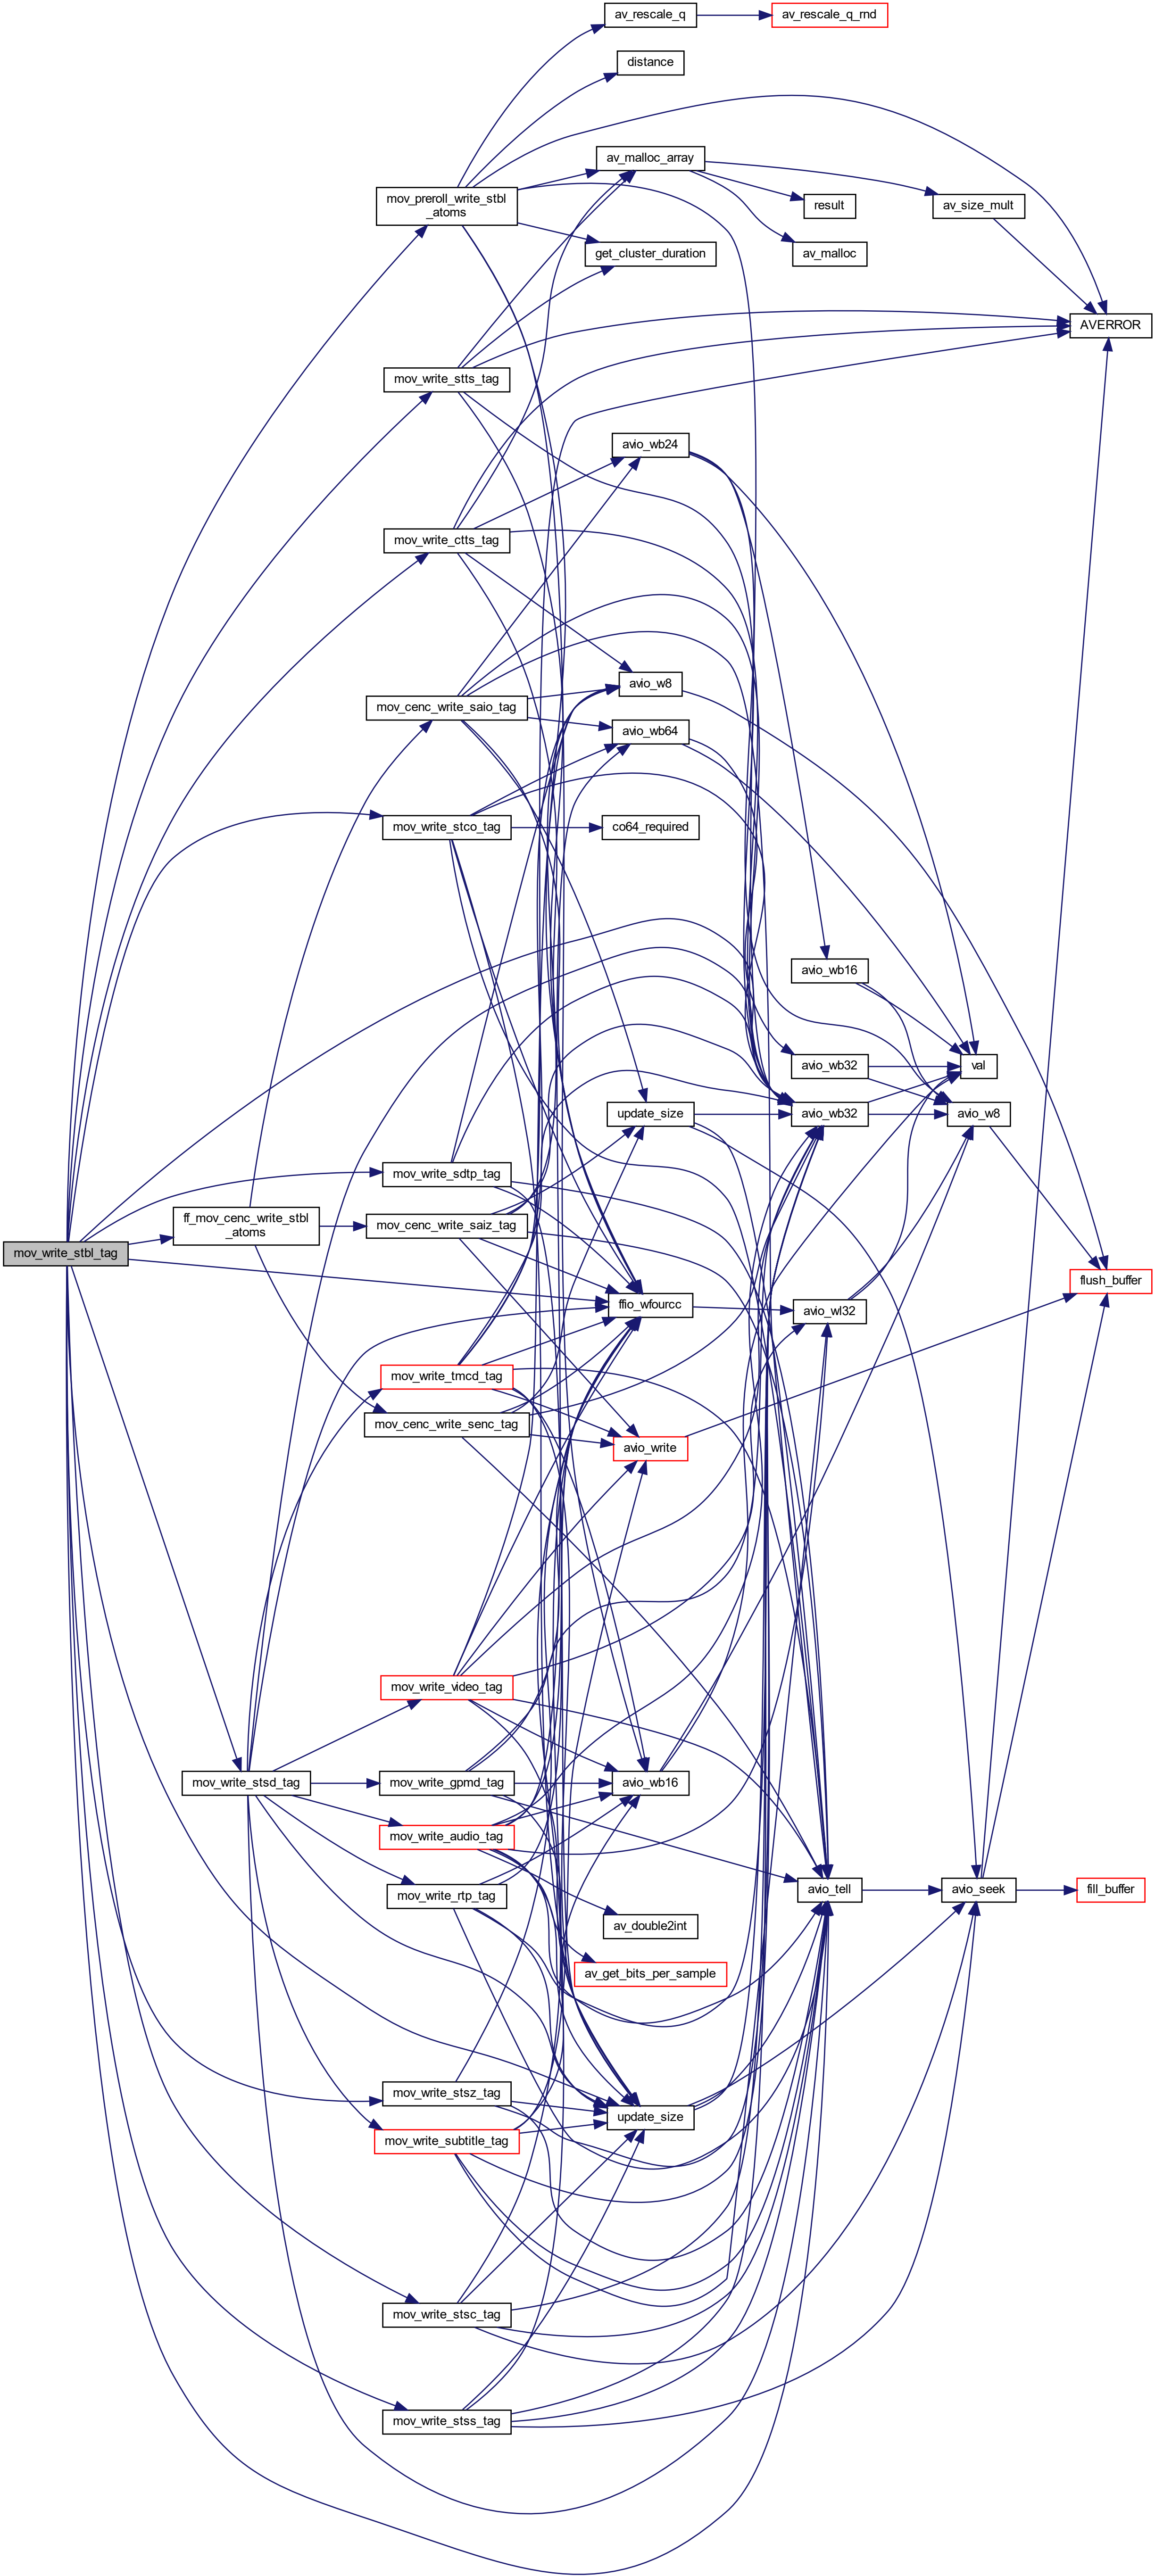 av_rescale_q
av_rescale_q_rnd
distance
av_malloc_array
mov_preroll_write_stbl
_atoms
result
av_size_mult
get_cluster_duration
av_malloc
AVERROR
mov_write_stts_tag
avio_wb24
mov_write_ctts_tag
avio_w8
mov_cenc_write_saio_tag
avio_wb64
mov_write_stco_tag
co64_required
avio_wb16
avio_wb32
val
update_size
avio_wb32
avio_w8
mov_write_sdtp_tag
ff_mov_cenc_write_stbl
_atoms
mov_cenc_write_saiz_tag
mov_write_stbl_tag
flush_buffer
ffio_wfourcc
avio_wl32
mov_write_tmcd_tag
mov_cenc_write_senc_tag
avio_write
mov_write_video_tag
mov_write_stsd_tag
mov_write_gpmd_tag
avio_wb16
mov_write_audio_tag
mov_write_rtp_tag
avio_tell
avio_seek
fill_buffer
av_double2int
av_get_bits_per_sample
mov_write_stsz_tag
update_size
mov_write_subtitle_tag
mov_write_stsc_tag
mov_write_stss_tag